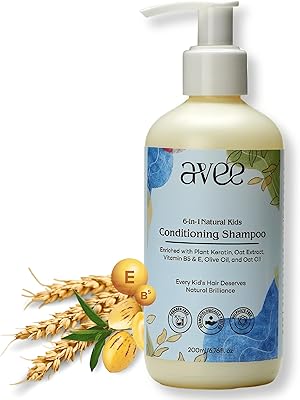 avee
6-in-1 Natural Kids
Conditioning Shampoo
Enriched with Plant Keratin, Oat Extract,
Vitamin B5 & E, Olive Oil, and Oat Oil
Every Kid's Hair Deserves
Natural Brilliance
200ml/6.76fl.oz.
E
B5